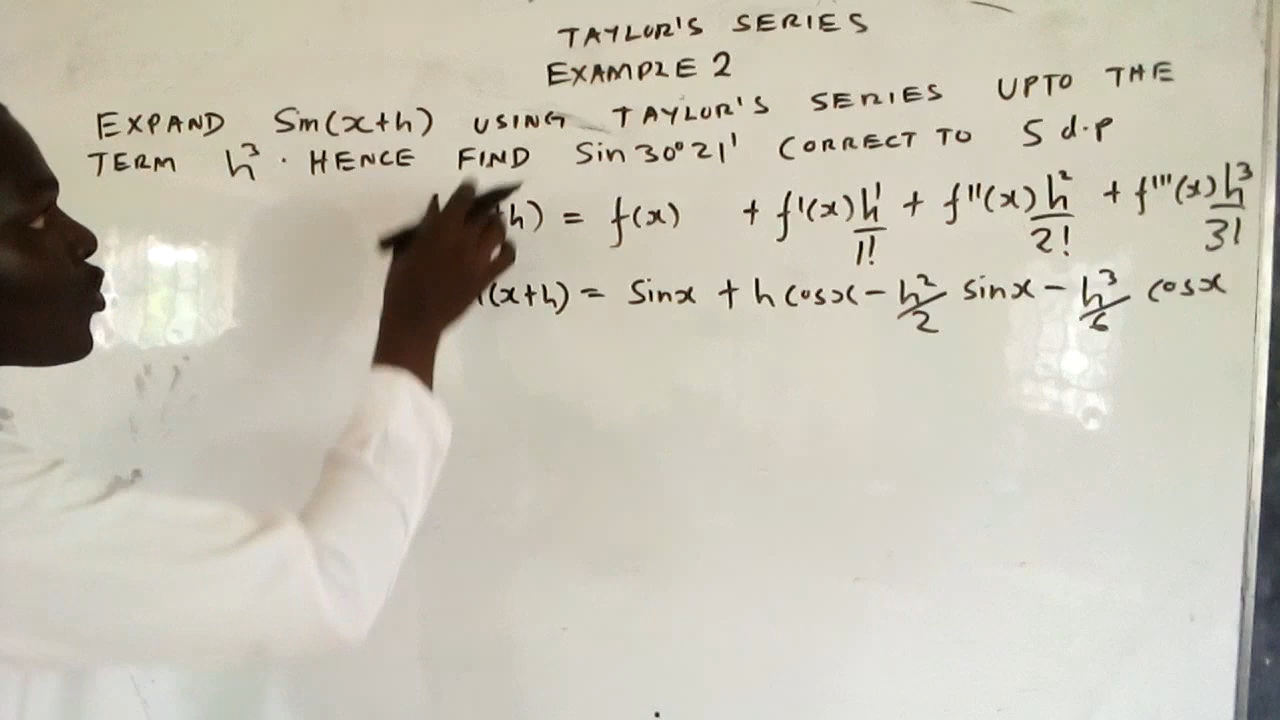 TAYLOR'S SERIES
EXAMPLE 2
EXPAND Sin(x+h) USING TAYLOR'S SERIES UPTO THE
TERM h³. HENCE FIND Sin 30°21' CORRECT TO 5 d.p
h) = f(x) + f'(x)h¹/1! + f''(x)h²/2! + f'''(x)h³/3!
(x+h) = Sinx + h Cosx - h²/2 sinx - h³/6 cosx